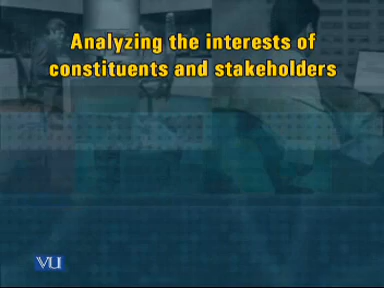 Analyzing the interests of
constituents and stakeholders
VU